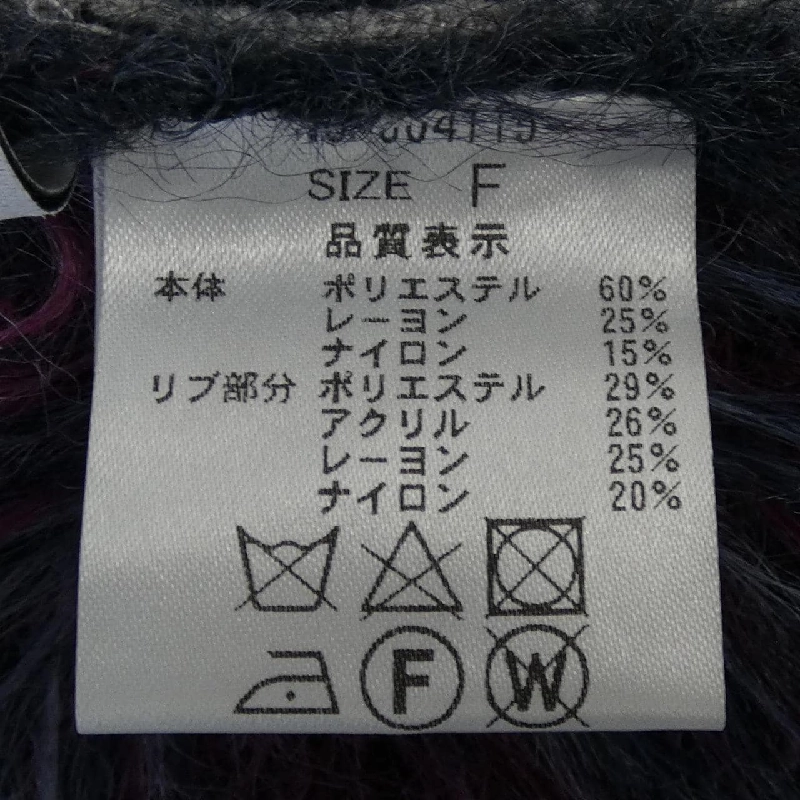 SIZE F
品質表示
本体 ポリエステル 60%
レーヨン 25%
ナイロン 15%
リブ部分 ポリエステル 29%
アクリル 26%
レーヨン 25%
ナイロン 20%
F W